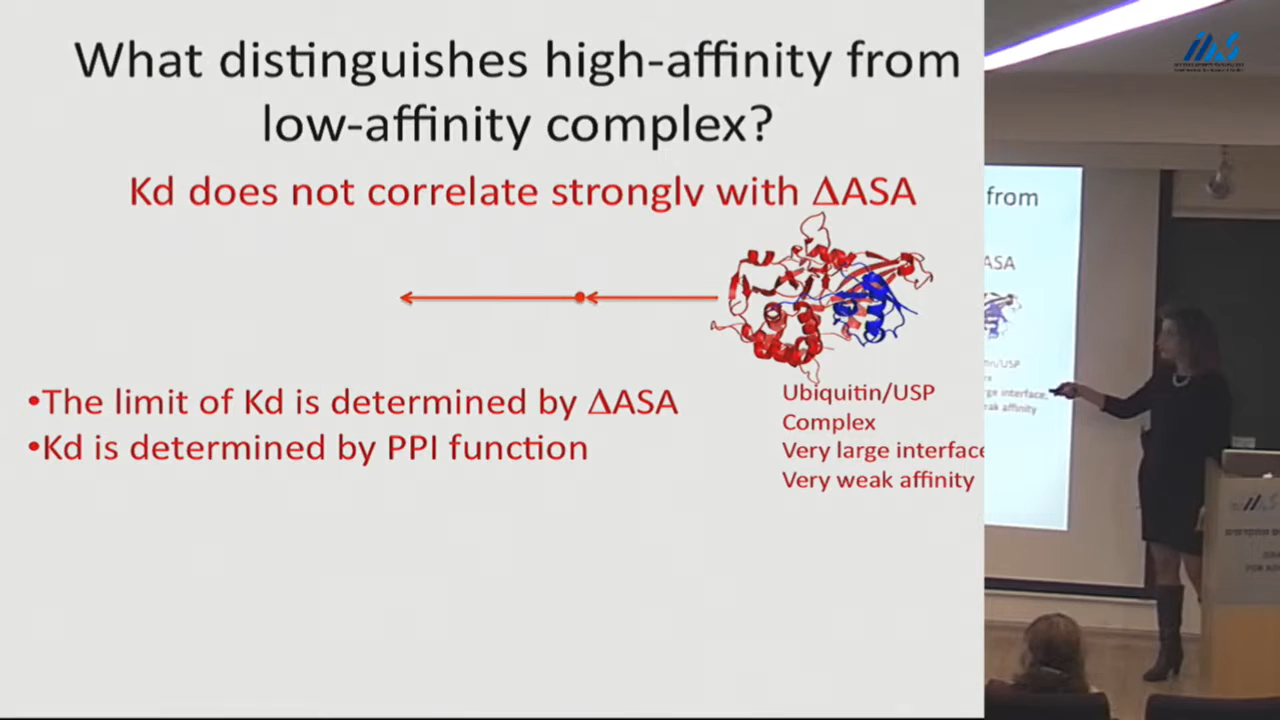 What distinguishes high-affinity from
low-affinity complex?
Kd does not correlate strongly with ΔASA
•The limit of Kd is determined by ΔASA
•Kd is determined by PPI function
Ubiquitin/USP
Complex
Very large interface
Very weak affinity
from
ASA